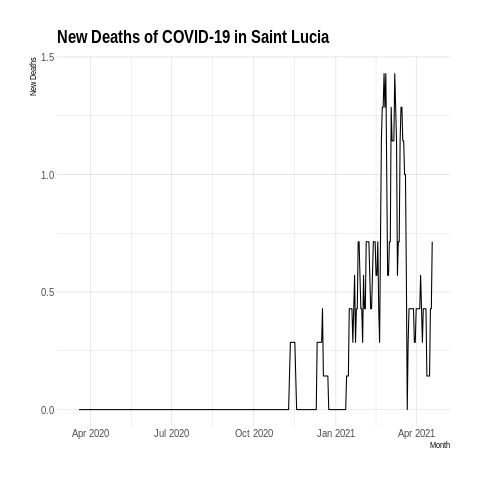 New Deaths of COVID-19 in Saint Lucia
New Deaths
1.5
1.0
0.5
0.0
Apr 2020 Jul 2020 Oct 2020 Jan 2021 Apr 2021
Month